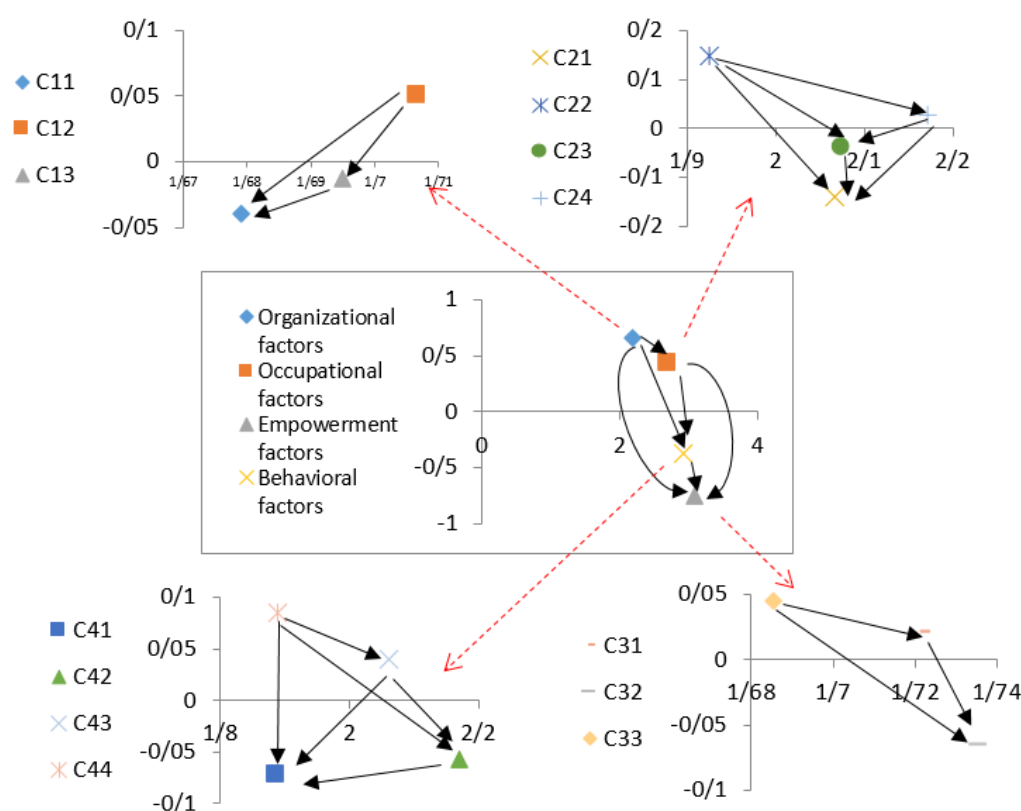 0/1
0/05
0
-0/05
1/67 1/68 1/69 1/7 1/71
C11
C12
C13
0/2
0/1
0
-0/1
-0/2
1/9 2 2/1 2/2
C21
C22
C23
C24
Organizational
factors
Occupational
factors
Empowerment
factors
Behavioral
factors
1
0/5
0
-0/5
-1
0 2 4
C41
C42
C43
C44
0/1
0/05
0
-0/05
-0/1
1/8 2 2/2
C31
C32
C33
0/05
0
-0/05
-0/1
1/68 1/7 1/72 1/74